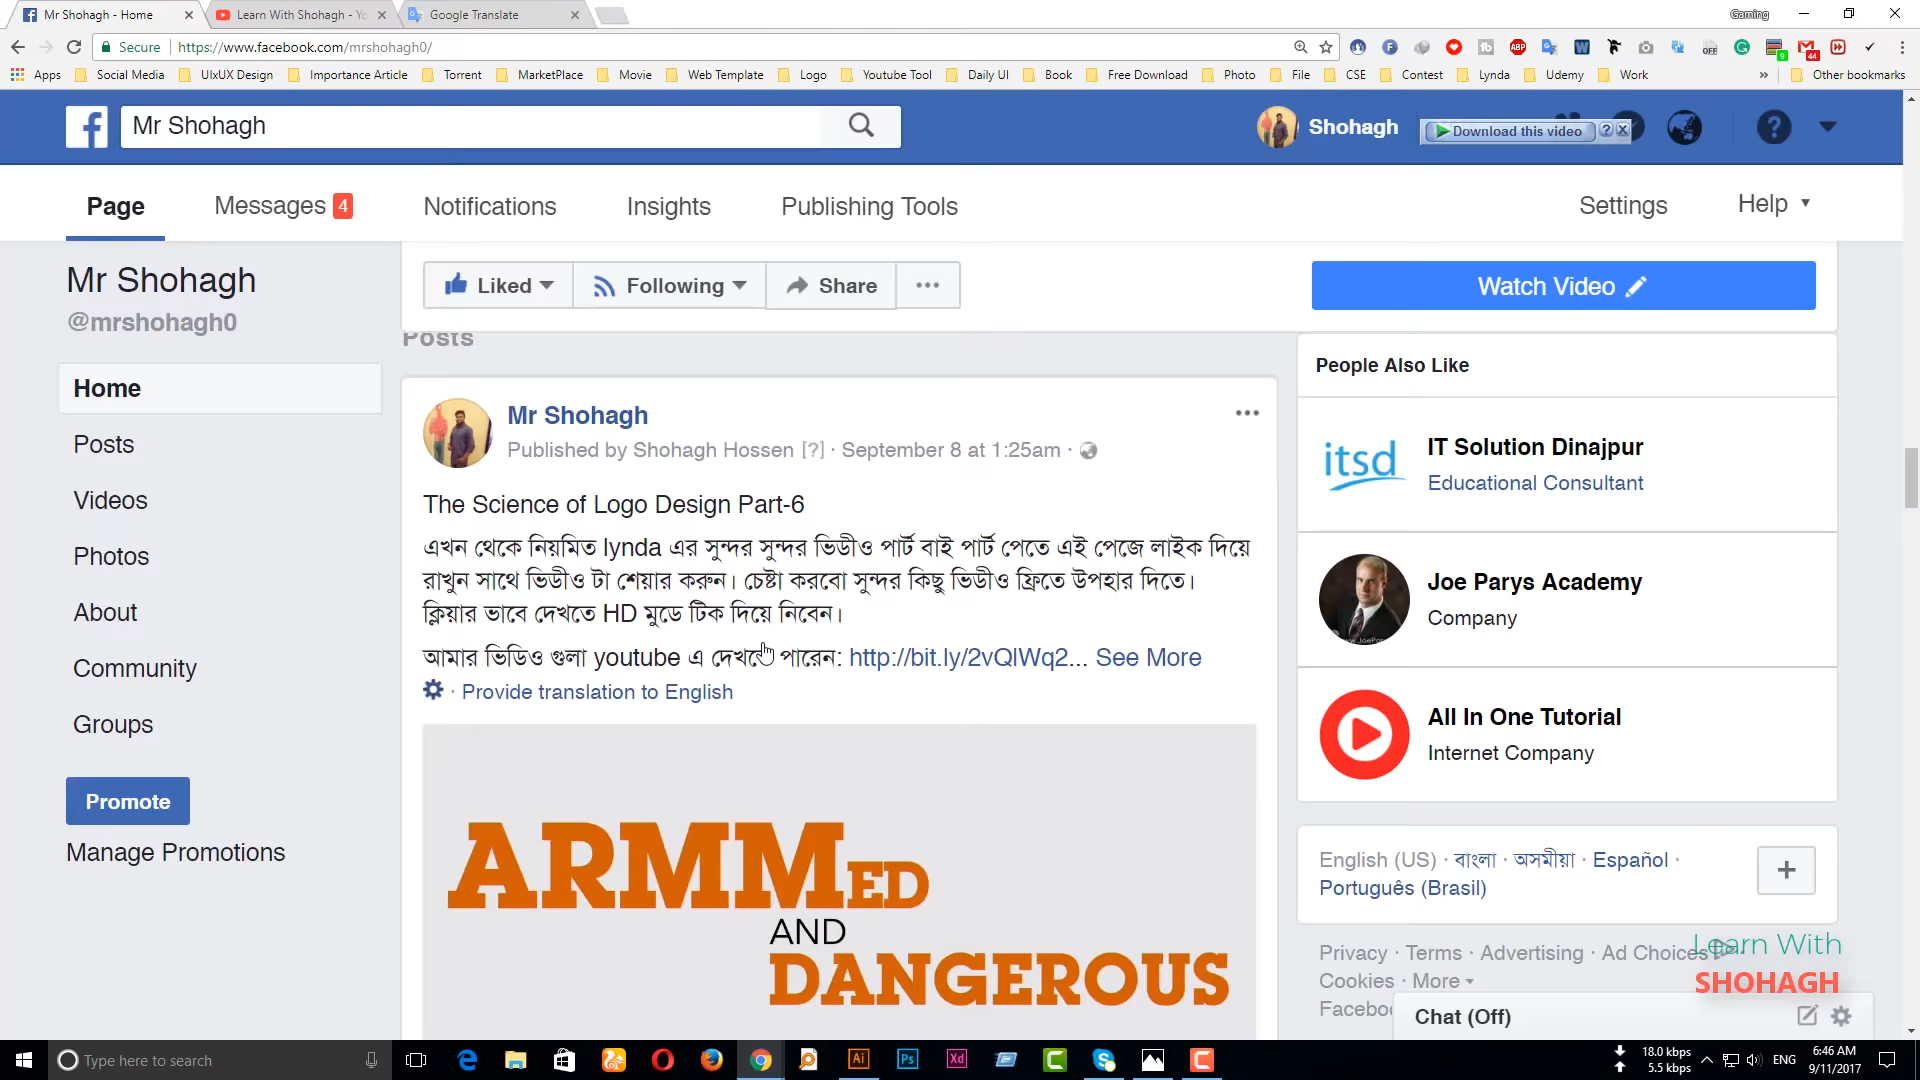 Mr Shohagh - Home
Learn With Shohagh - Yo
Google Translate
Gaming
Secure
https://www.facebook.com/mrshohagh0/
ABP
OFF
9
44
Apps
Social Media
UIxUX Design
Importance Article
Torrent
MarketPlace
Movie
Web Template
Logo
Youtube Tool
Daily UI
Book
Free Download
Photo
File
CSE
Contest
Lynda
Udemy
Work
»
Other bookmarks
Mr Shohagh
Shohagh
Download this video
Page
Messages 4
Notifications
Insights
Publishing Tools
Settings
Help
Mr Shohagh
@mrshohagh0
Home
Posts
Videos
Photos
About
Community
Groups
Promote
Manage Promotions
Liked
Following
Share
Watch Video
Posts
Mr Shohagh
Published by Shohagh Hossen [?] · September 8 at 1:25am ·
The Science of Logo Design Part-6
এখন থেকে নিয়মিত lynda এর সুন্দর সুন্দর ভিডীও পার্ট বাই পার্ট পেতে এই পেজে লাইক দিয়ে
রাখুন সাথে ভিডীও টা শেয়ার করুন। চেষ্টা করবো সুন্দর কিছু ভিডীও ফ্রিতে উপহার দিতে।
ক্লিয়ার ভাবে দেখতে HD মুডে টিক দিয়ে নিবেন।
আমার ভিডিও গুলা youtube এ দেখতে পারেন: http://bit.ly/2vQlWq2... See More
· Provide translation to English
ARMMED
AND
DANGEROUS
People Also Like
itsd
IT Solution Dinajpur
Educational Consultant
Joe Parys Academy
Company
All In One Tutorial
Internet Company
English (US) · বাংলা · অসমীয়া · Español ·
Português (Brasil)
Privacy · Terms · Advertising · Ad Choices
Cookies · More
Learn With
SHOHAGH
Chat (Off)
Type here to search
Ai
Ps
Xd
18.0 kbps
5.5 kbps
ENG
6:46 AM
9/11/2017